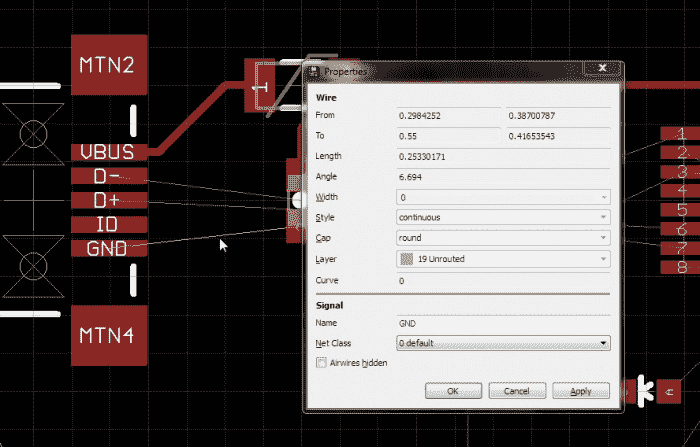 MTN2
VBUS
D-
D+
ID
GND
MTN4
1
Properties
Wire
From 0.2984252 0.38700787
To 0.55 0.41653543
Length 0.25330171
Angle 6.694
Width 0
Style continuous
Cap round
Layer 19 Unrouted
Curve 0
Signal
Name GND
Net Class 0 default
Airwires hidden
OK Cancel Apply
1
2
3
4
5
6
7
8
k